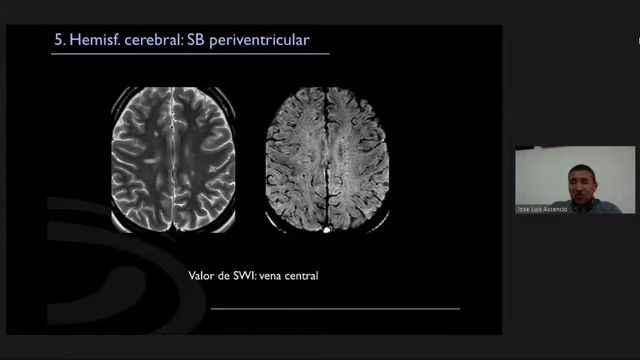 5. Hemisf. cerebral: SB periventricular
Valor de SWI: vena central
José Luis Ascencio